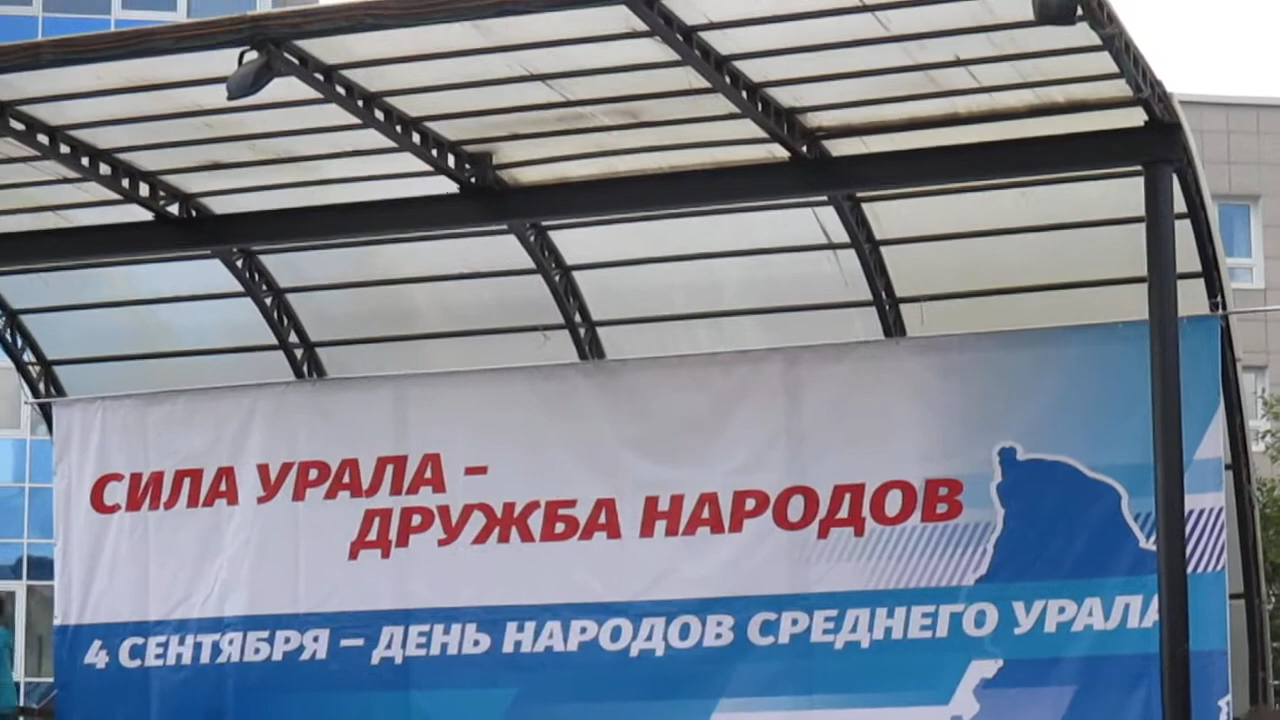 СИЛА УРАЛА –
ДРУЖБА НАРОДОВ
4 СЕНТЯБРЯ – ДЕНЬ НАРОДОВ СРЕДНЕГО УРАЛА